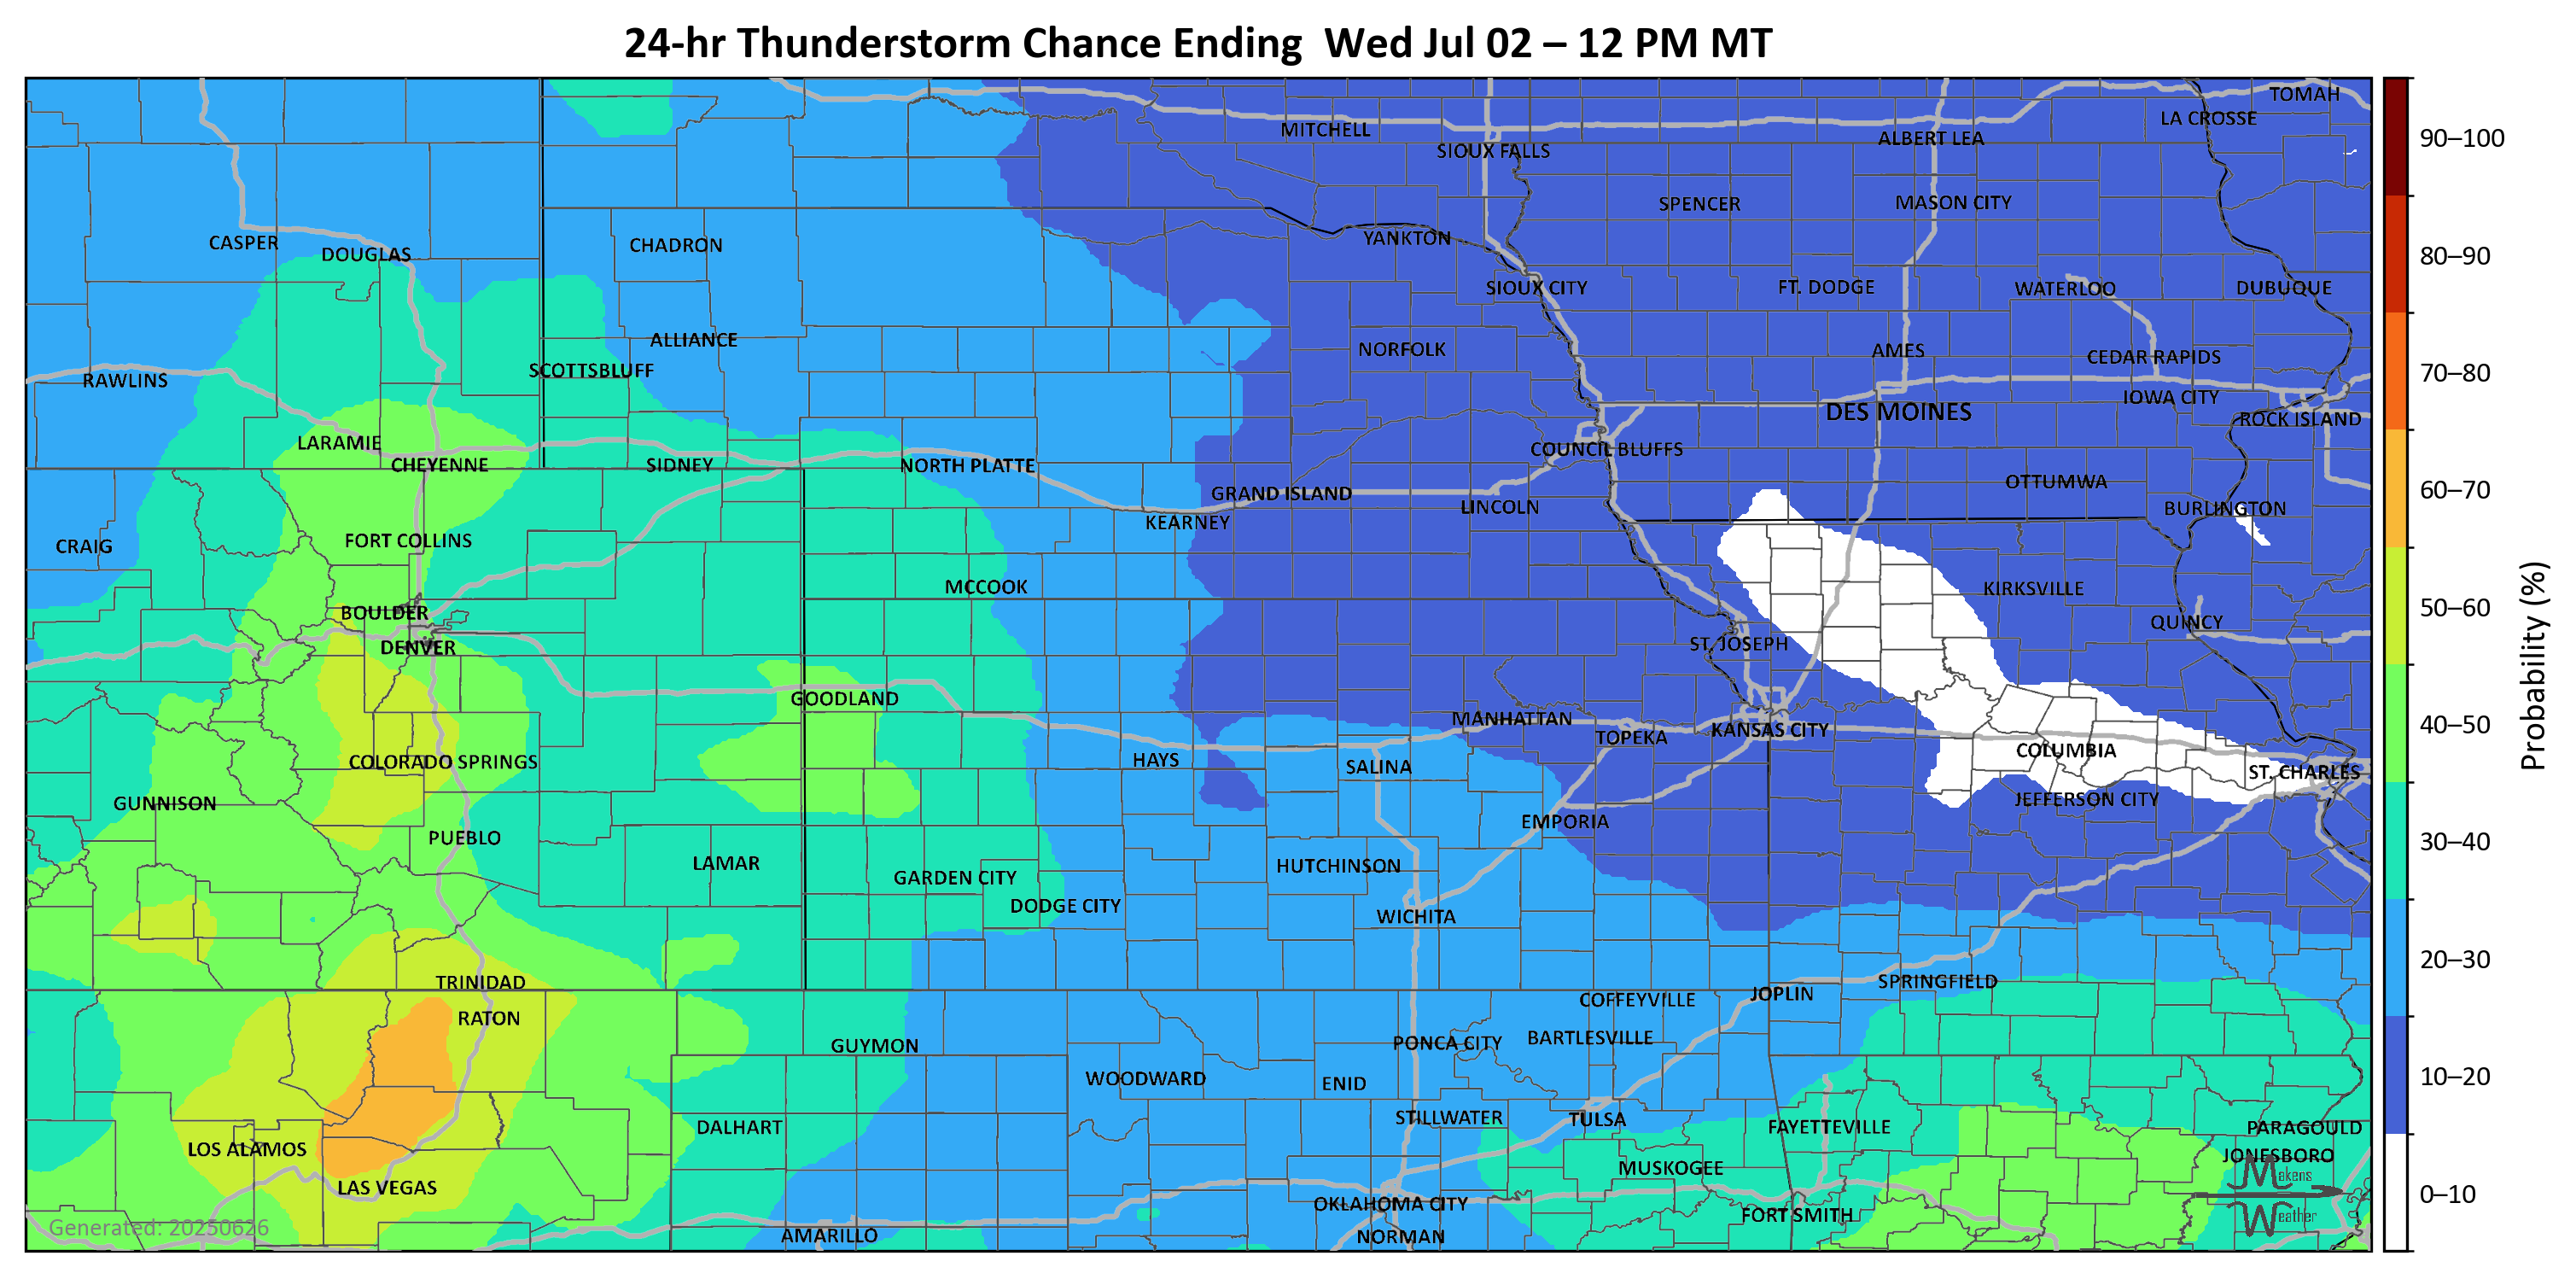 24-hr Thunderstorm Chance Ending  Wed Jul 02 – 12 PM MT
TOMAH
LA CROSSE
MITCHELL
ALBERT LEA
90–100
SIOUX FALLS
SPENCER
MASON CITY
CASPER
DOUGLAS
CHADRON
YANKTON
80–90
SIOUX CITY
FT. DODGE
WATERLOO
DUBUQUE
ALLIANCE
NORFOLK
AMES
CEDAR RAPIDS
RAWLINS
SCOTTSBLUFF
70–80
IOWA CITY
DES MOINES
ROCK ISLAND
LARAMIE
COUNCIL BLUFFS
CHEYENNE
SIDNEY
NORTH PLATTE
OTTUMWA
60–70
GRAND ISLAND
LINCOLN
BURLINGTON
KEARNEY
CRAIG
FORT COLLINS
MCCOOK
KIRKSVILLE
BOULDER
50–60
QUINCY
DENVER
ST. JOSEPH
Probability (%)
GOODLAND
MANHATTAN
KANSAS CITY
40–50
TOPEKA
COLUMBIA
COLORADO SPRINGS
HAYS
SALINA
ST. CHARLES
GUNNISON
JEFFERSON CITY
EMPORIA
PUEBLO
30–40
LAMAR
HUTCHINSON
GARDEN CITY
DODGE CITY
WICHITA
20–30
TRINIDAD
SPRINGFIELD
COFFEYVILLE
JOPLIN
RATON
GUYMON
PONCA CITY
BARTLESVILLE
WOODWARD
ENID
10–20
STILLWATER
TULSA
DALHART
FAYETTEVILLE
PARAGOULD
LOS ALAMOS
JONESBORO
MUSKOGEE
Makens
LAS VEGAS
0–10
OKLAHOMA CITY
FORT SMITH
Weather
Generated: 20250626
AMARILLO
NORMAN